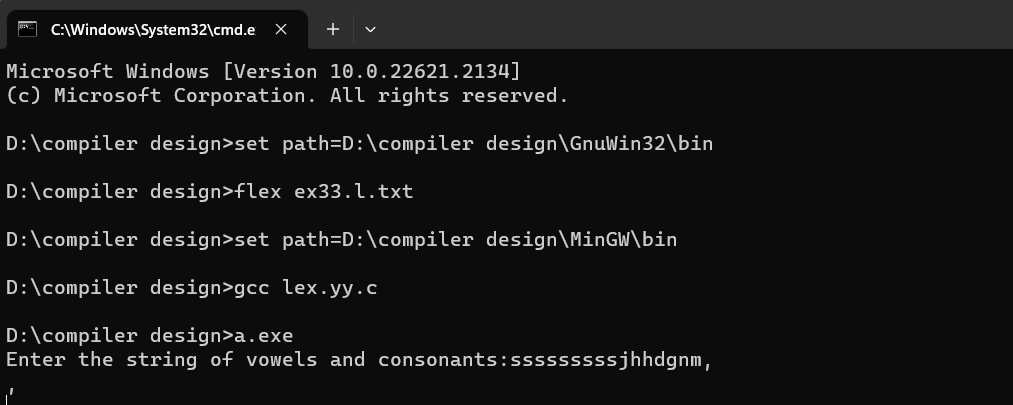 C:\Windows\System32\cmd.e
Microsoft Windows [Version 10.0.22621.2134]
(c) Microsoft Corporation. All rights reserved.
D:\compiler design>set path=D:\compiler design\GnuWin32\bin
D:\compiler design>flex ex33.l.txt
D:\compiler design>set path=D:\compiler design\MinGW\bin
D:\compiler design>gcc lex.yy.c
D:\compiler design>a.exe
Enter the string of vowels and consonants:sssssssssjhhdgnm,
,